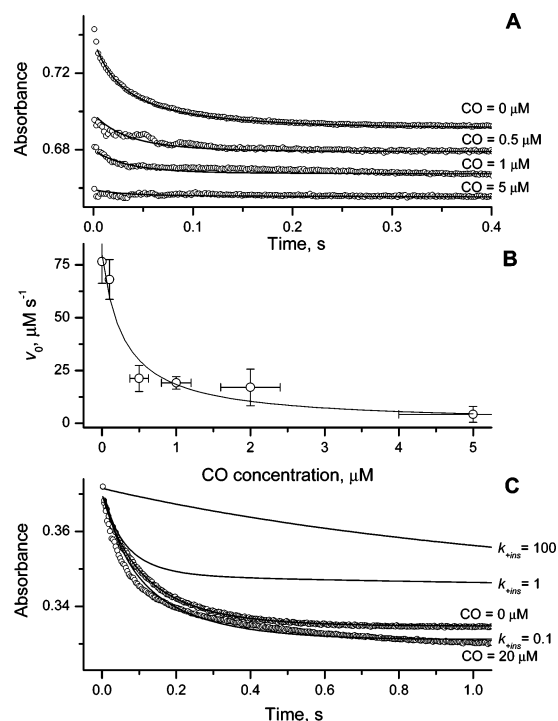 A
Absorbance
0.72
0.68
CO = 0 μM
CO = 0.5 μM
CO = 1 μM
CO = 5 μM
0.0 0.1 0.2 0.3 0.4
Time, s
B
v₀, μM s⁻¹
75
50
25
0
0 1 2 3 4 5
CO concentration, μM
C
Absorbance
0.36
0.34
k₊ᵢₙₛ = 100
k₊ᵢₙₛ = 1
CO = 0 μM
k₊ᵢₙₛ = 0.1
CO = 20 μM
0.0 0.2 0.4 0.6 0.8 1.0
Time, s